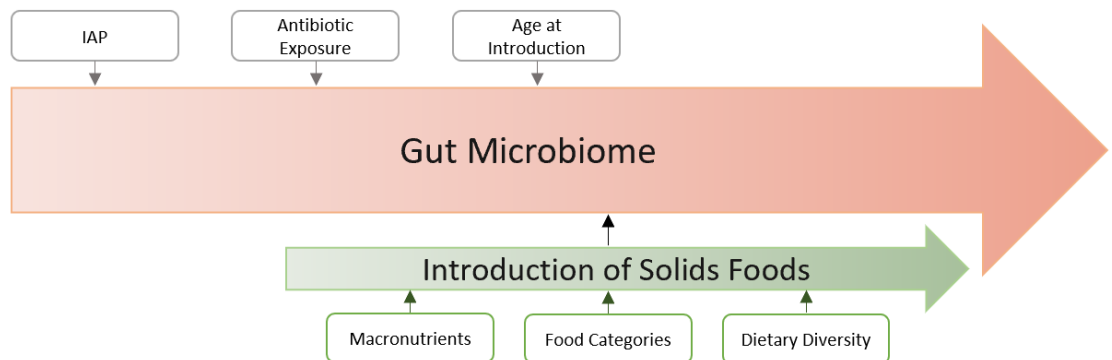 IAP
Antibiotic
Exposure
Age at
Introduction
Gut Microbiome
Introduction of Solids Foods
Macronutrients
Food Categories
Dietary Diversity